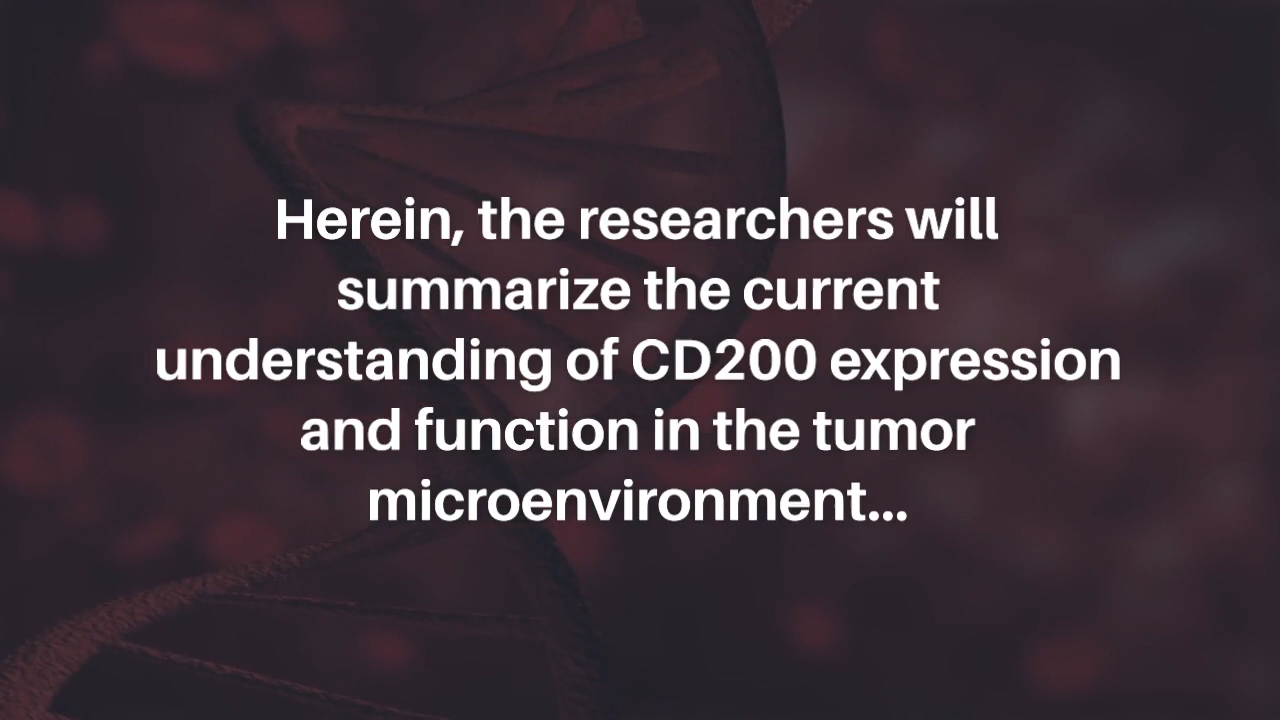 Herein, the researchers will
summarize the current
understanding of CD200 expression
and function in the tumor
microenvironment...